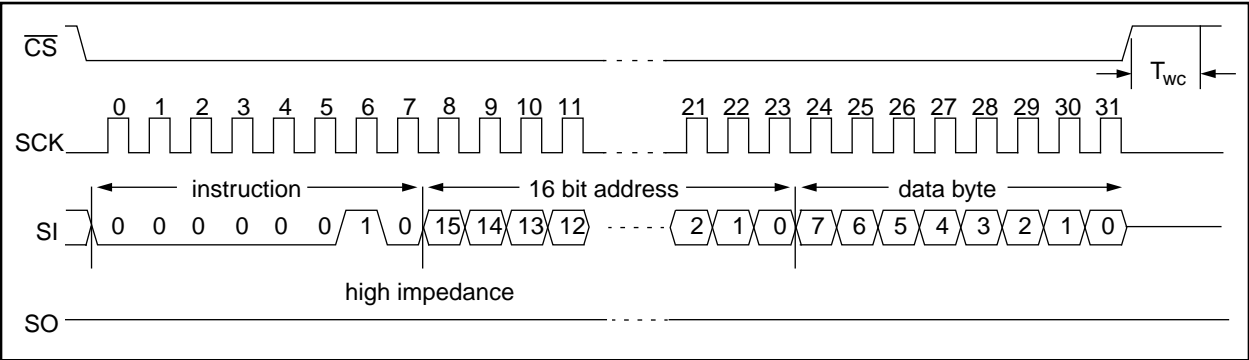 CS
Twc
0 1 2 3 4 5 6 7 8 9 10 11 21 22 23 24 25 26 27 28 29 30 31
SCK
instruction 16 bit address data byte
SI 0 0 0 0 0 0 1 0 15 14 13 12 2 1 0 7 6 5 4 3 2 1 0
high impedance
SO